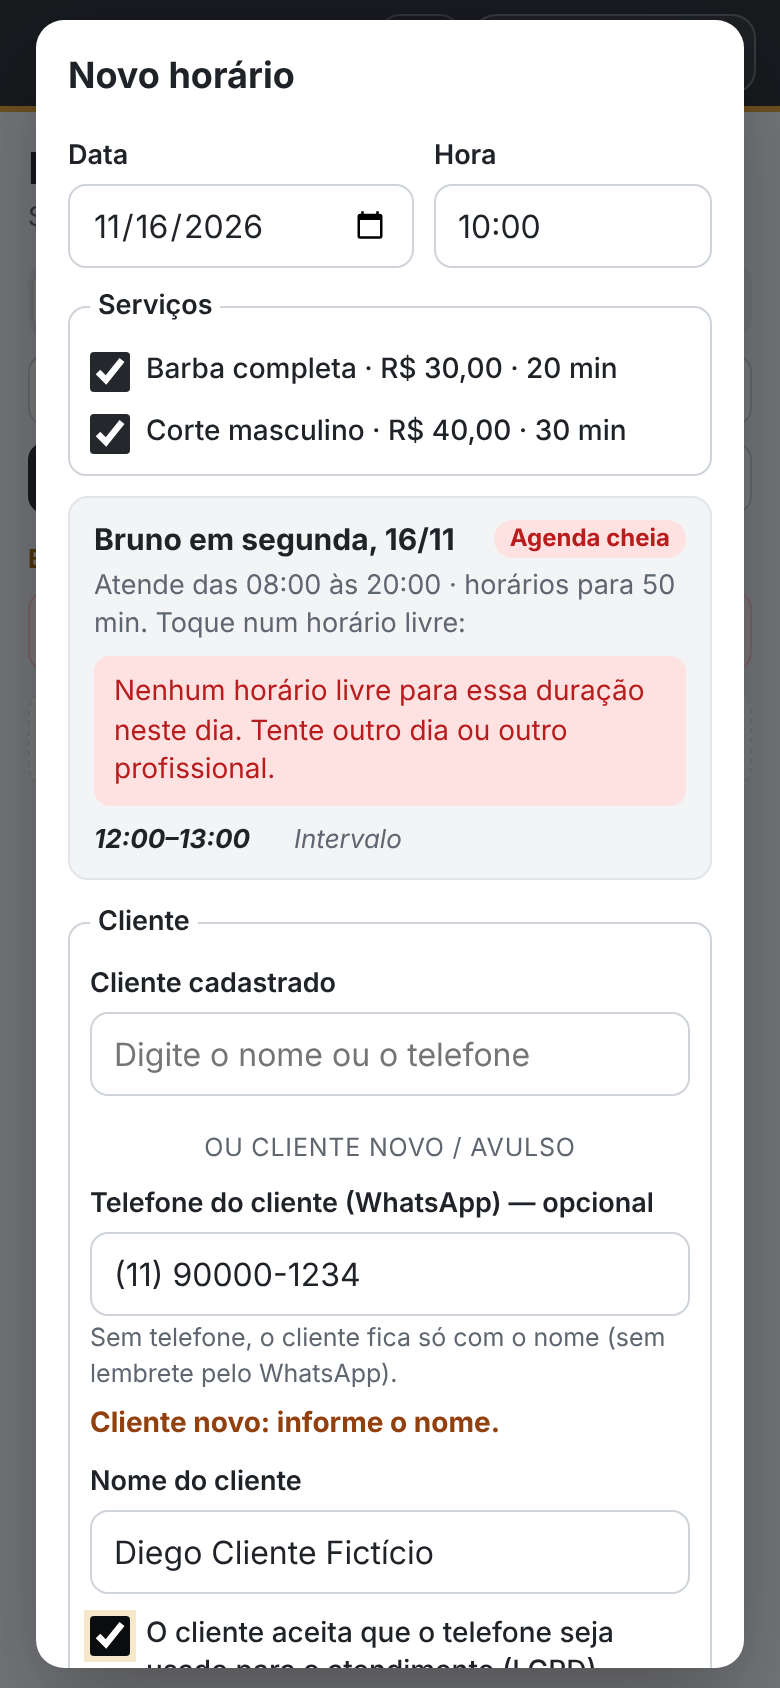 Novo horário
Data
Hora
11/16/2026
10:00
Serviços
Barba completa · R$ 30,00 · 20 min
Corte masculino · R$ 40,00 · 30 min
Bruno em segunda, 16/11
Agenda cheia
Atende das 08:00 às 20:00 · horários para 50
min. Toque num horário livre:
Nenhum horário livre para essa duração
neste dia. Tente outro dia ou outro
profissional.
12:00–13:00 Intervalo
Cliente
Cliente cadastrado
Digite o nome ou o telefone
OU CLIENTE NOVO / AVULSO
Telefone do cliente (WhatsApp) — opcional
(11) 90000-1234
Sem telefone, o cliente fica só com o nome (sem
lembrete pelo WhatsApp).
Cliente novo: informe o nome.
Nome do cliente
Diego Cliente Fictício
O cliente aceita que o telefone seja
usado para o atendimento (LGPD)